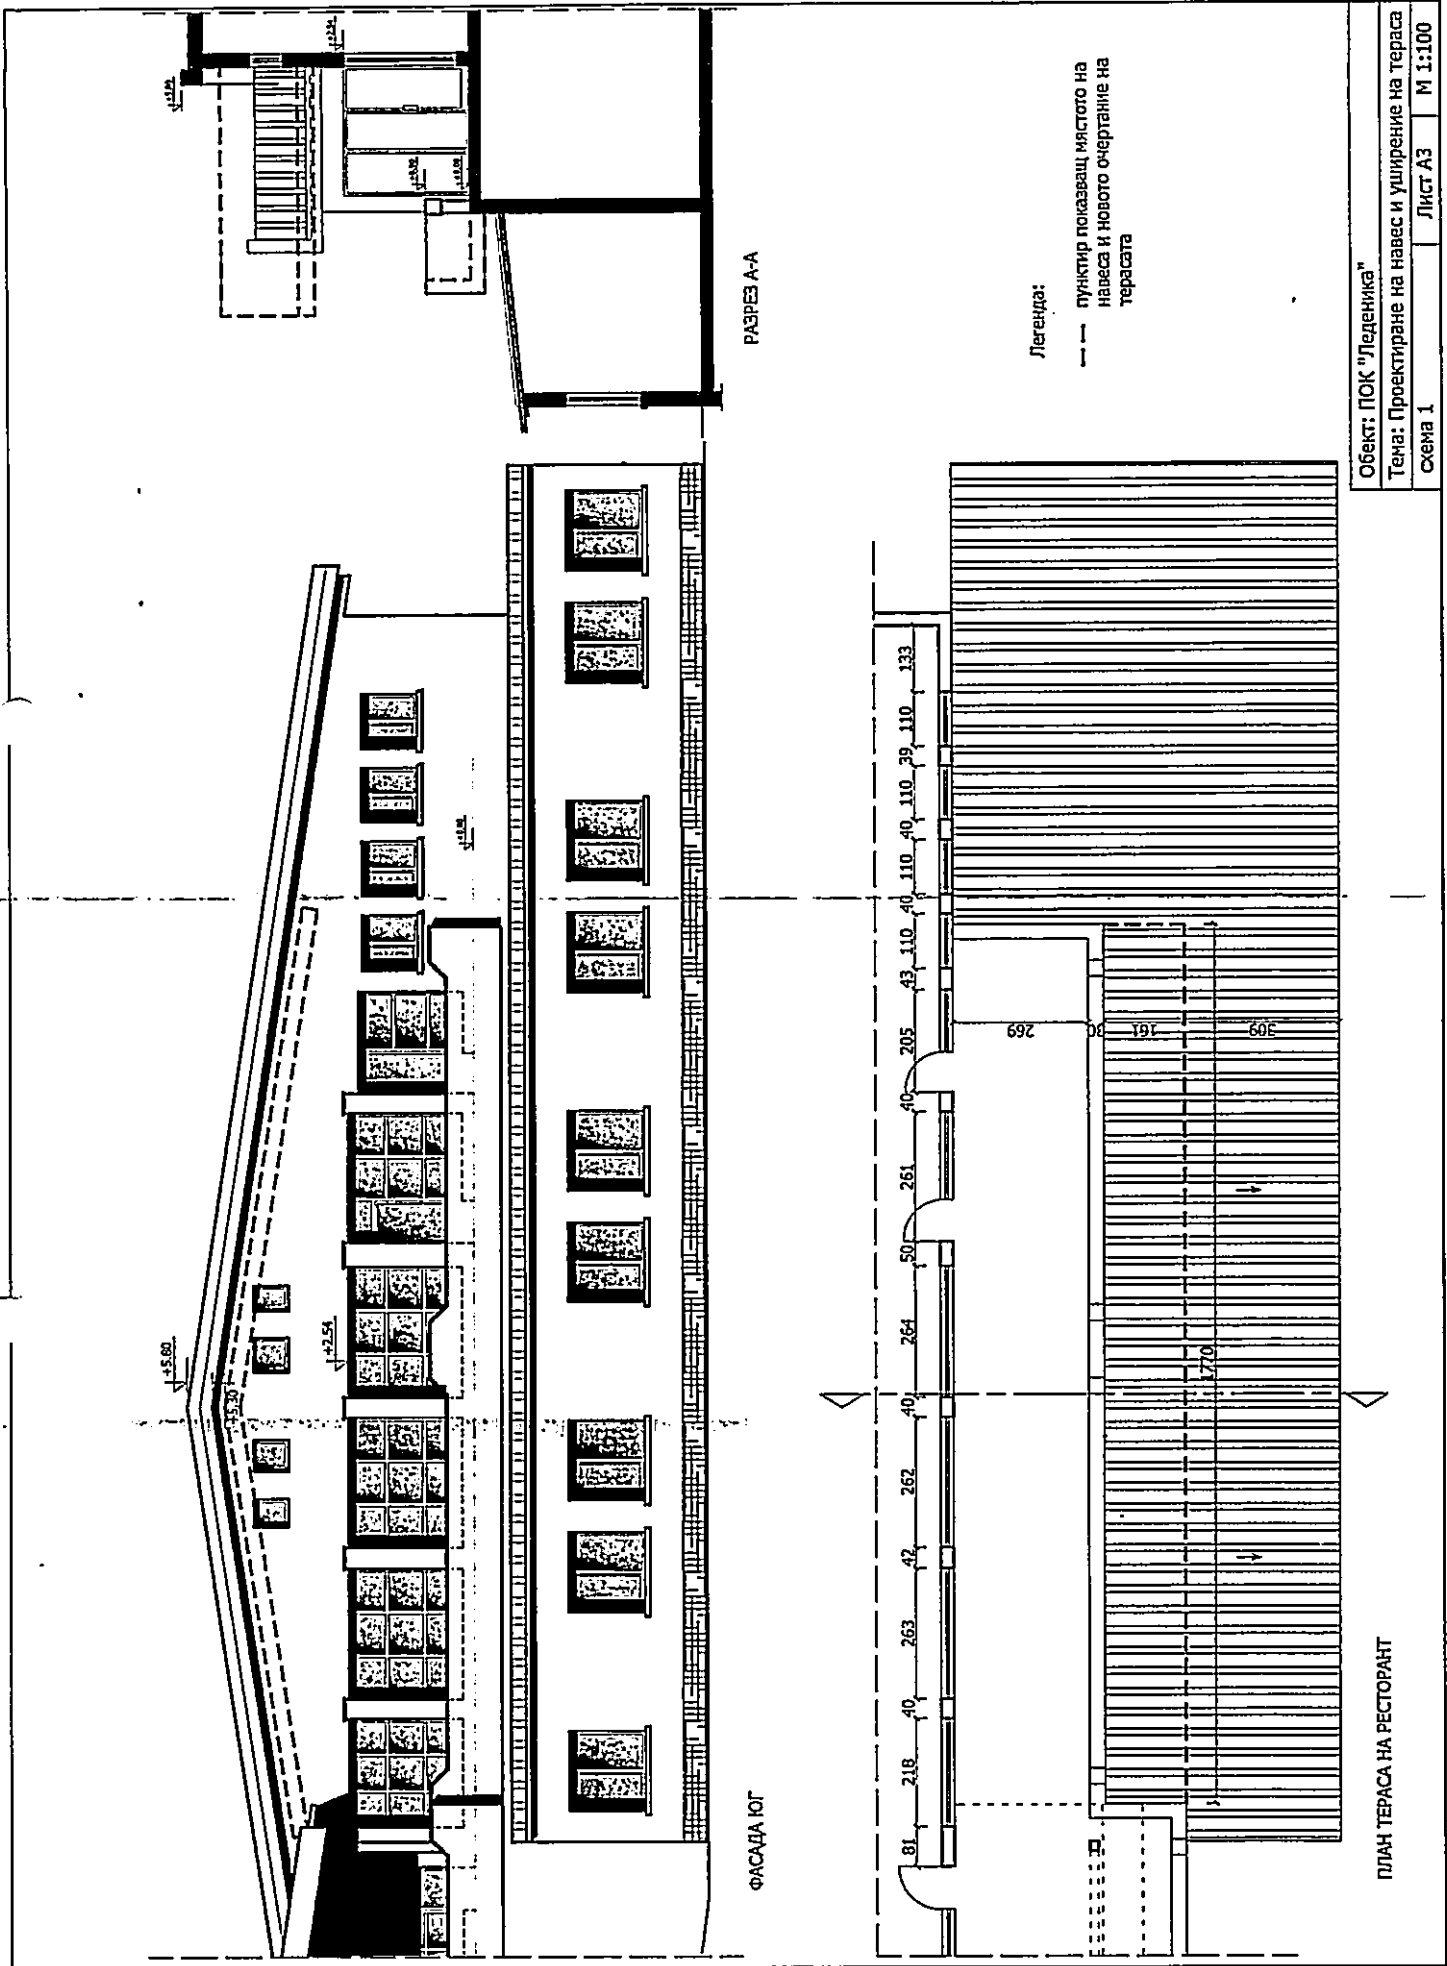 +5.80
+5.30
+2.54
+2.54
ФАСАДА ЮГ
РАЗРЕЗ А-А
Легенда:
пунктир показващ мястото на
навеса и новото очертание на
терасата
81
218
40
263
42
262
40
264
50
261
40
205
43
110
40
110
40
110
39
110
133
269
30
161
309
1770
ПЛАН ТЕРАСА НА РЕСТОРАНТ
Обект: ПОК "Леденика"
Тема: Проектиране на навес и уширение на тераса
схема 1
Лист А3
М 1:100